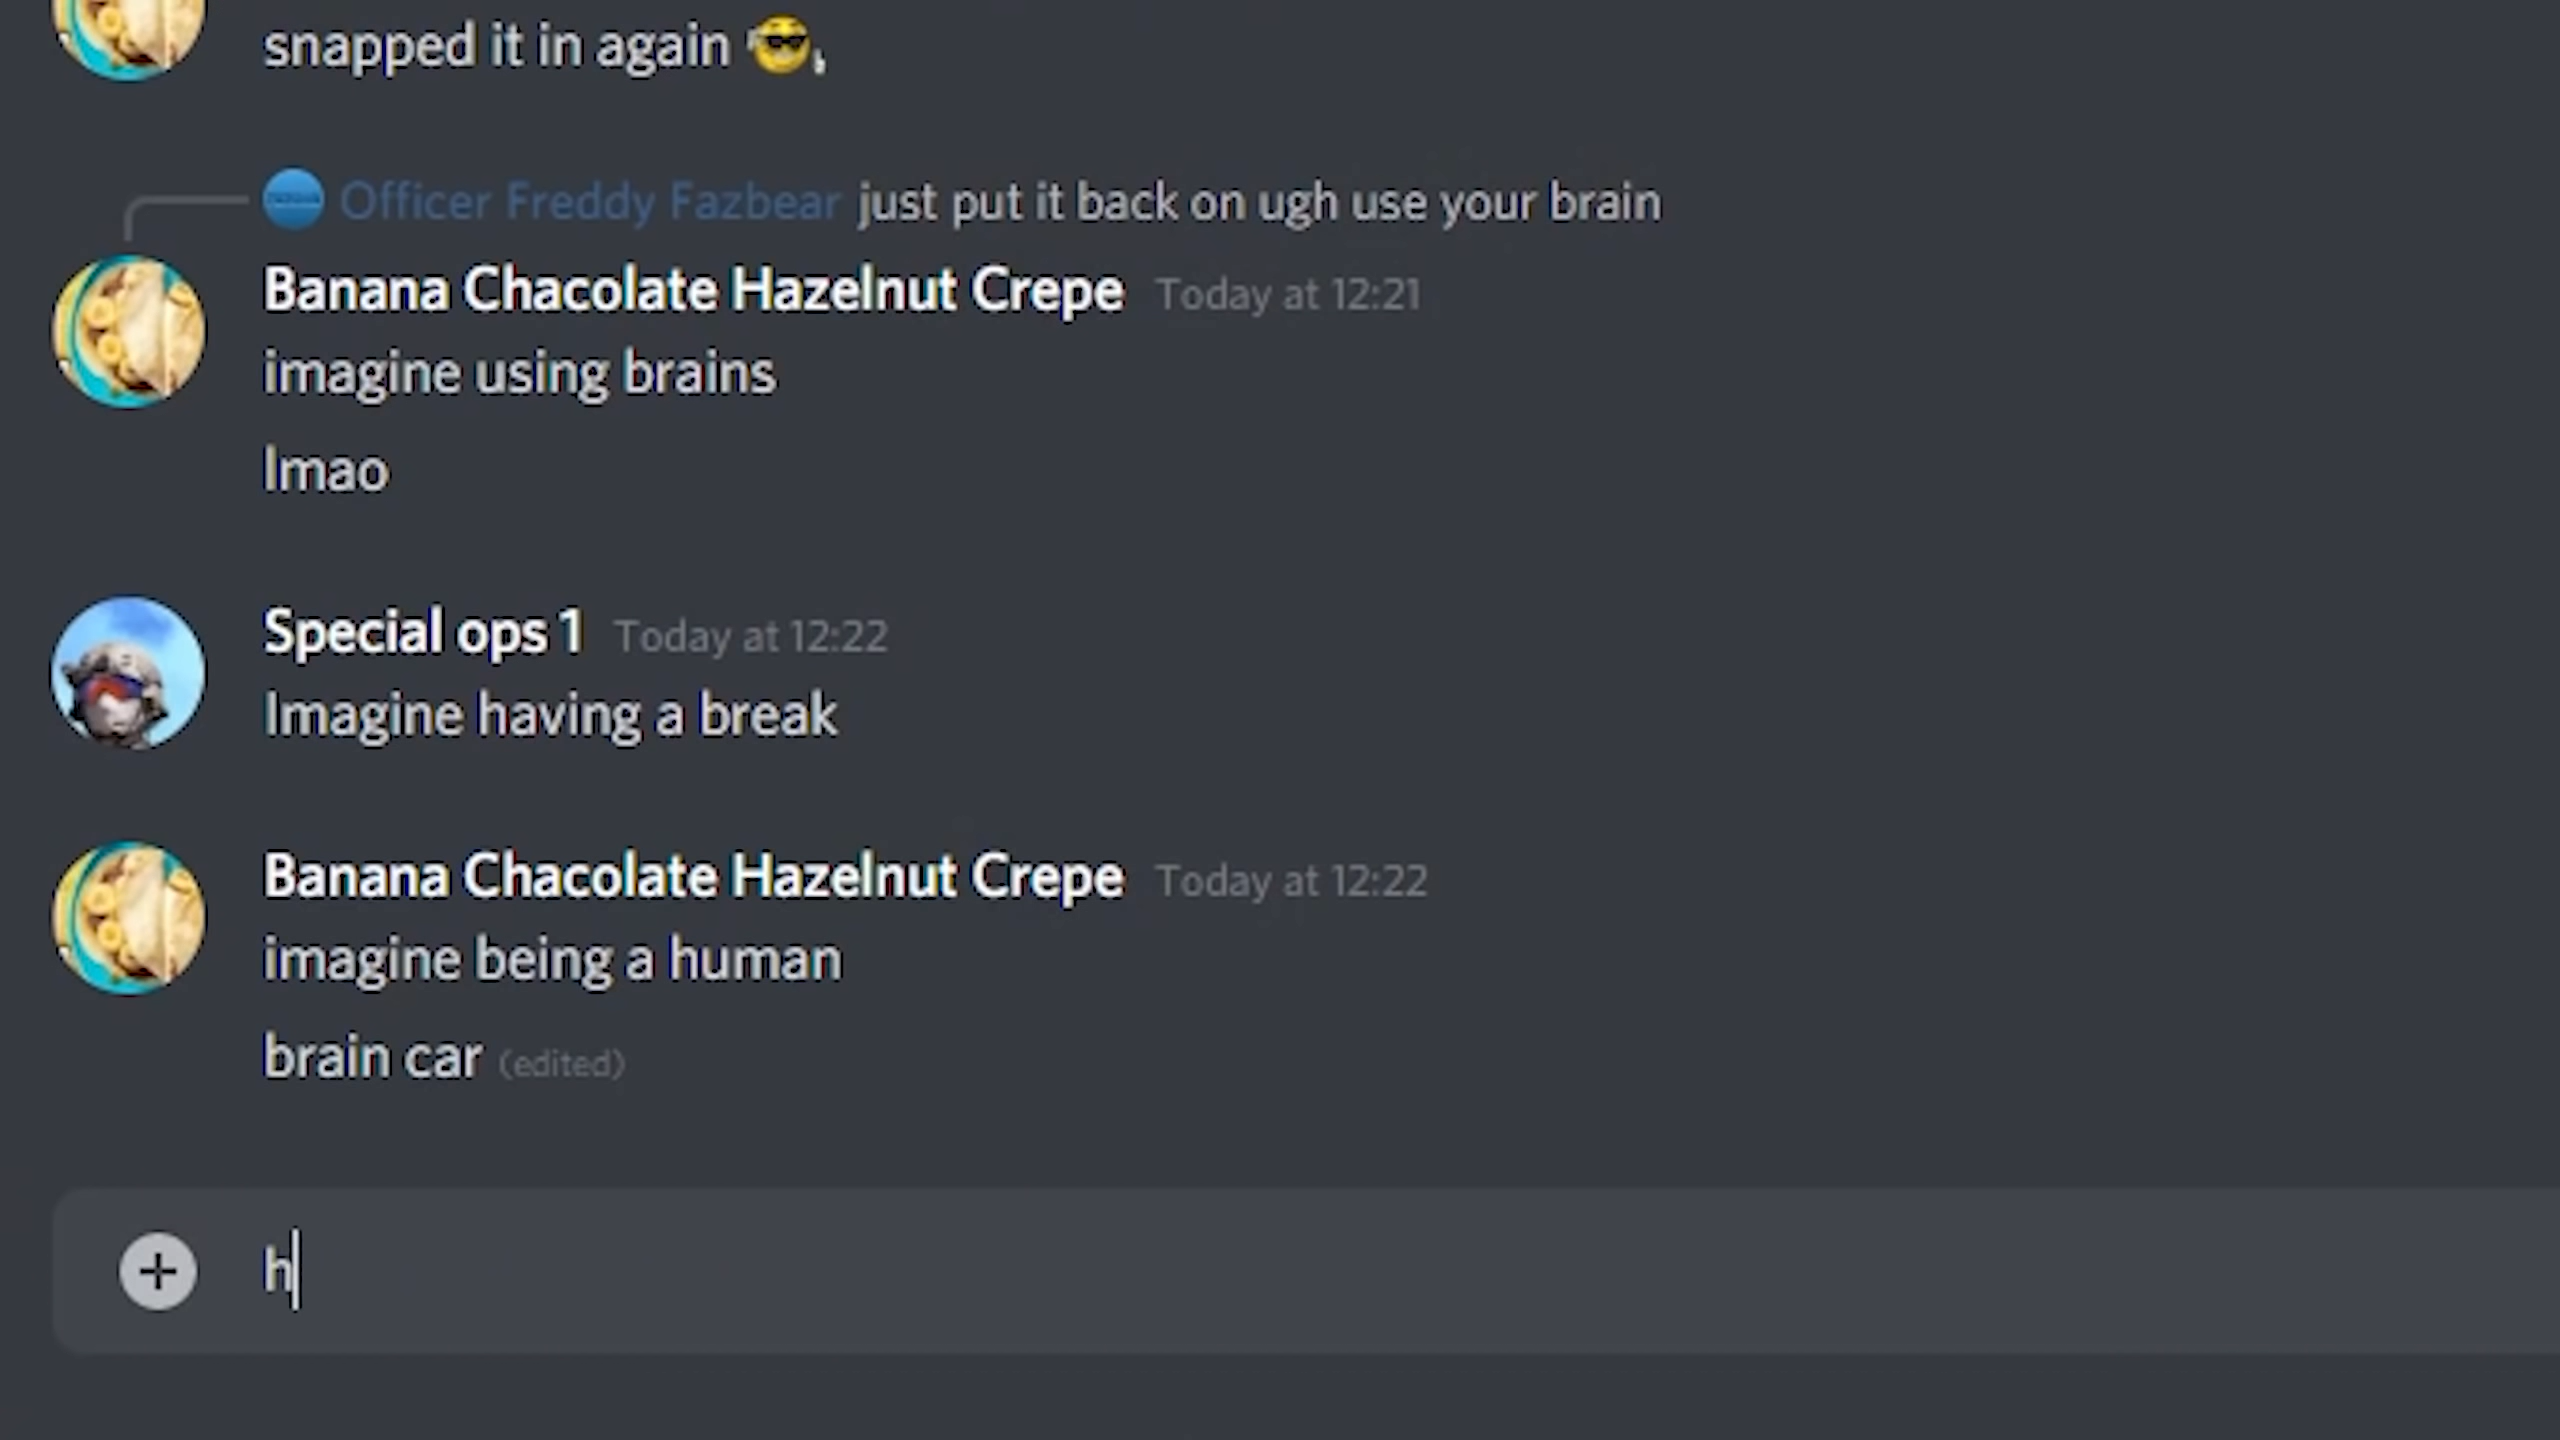 snapped it in again 😎
Officer Freddy Fazbear just put it back on ugh use your brain
Banana Chacolate Hazelnut Crepe Today at 12:21
imagine using brains
lmao
Special ops 1 Today at 12:22
Imagine having a break
Banana Chacolate Hazelnut Crepe Today at 12:22
imagine being a human
brain car (edited)
h